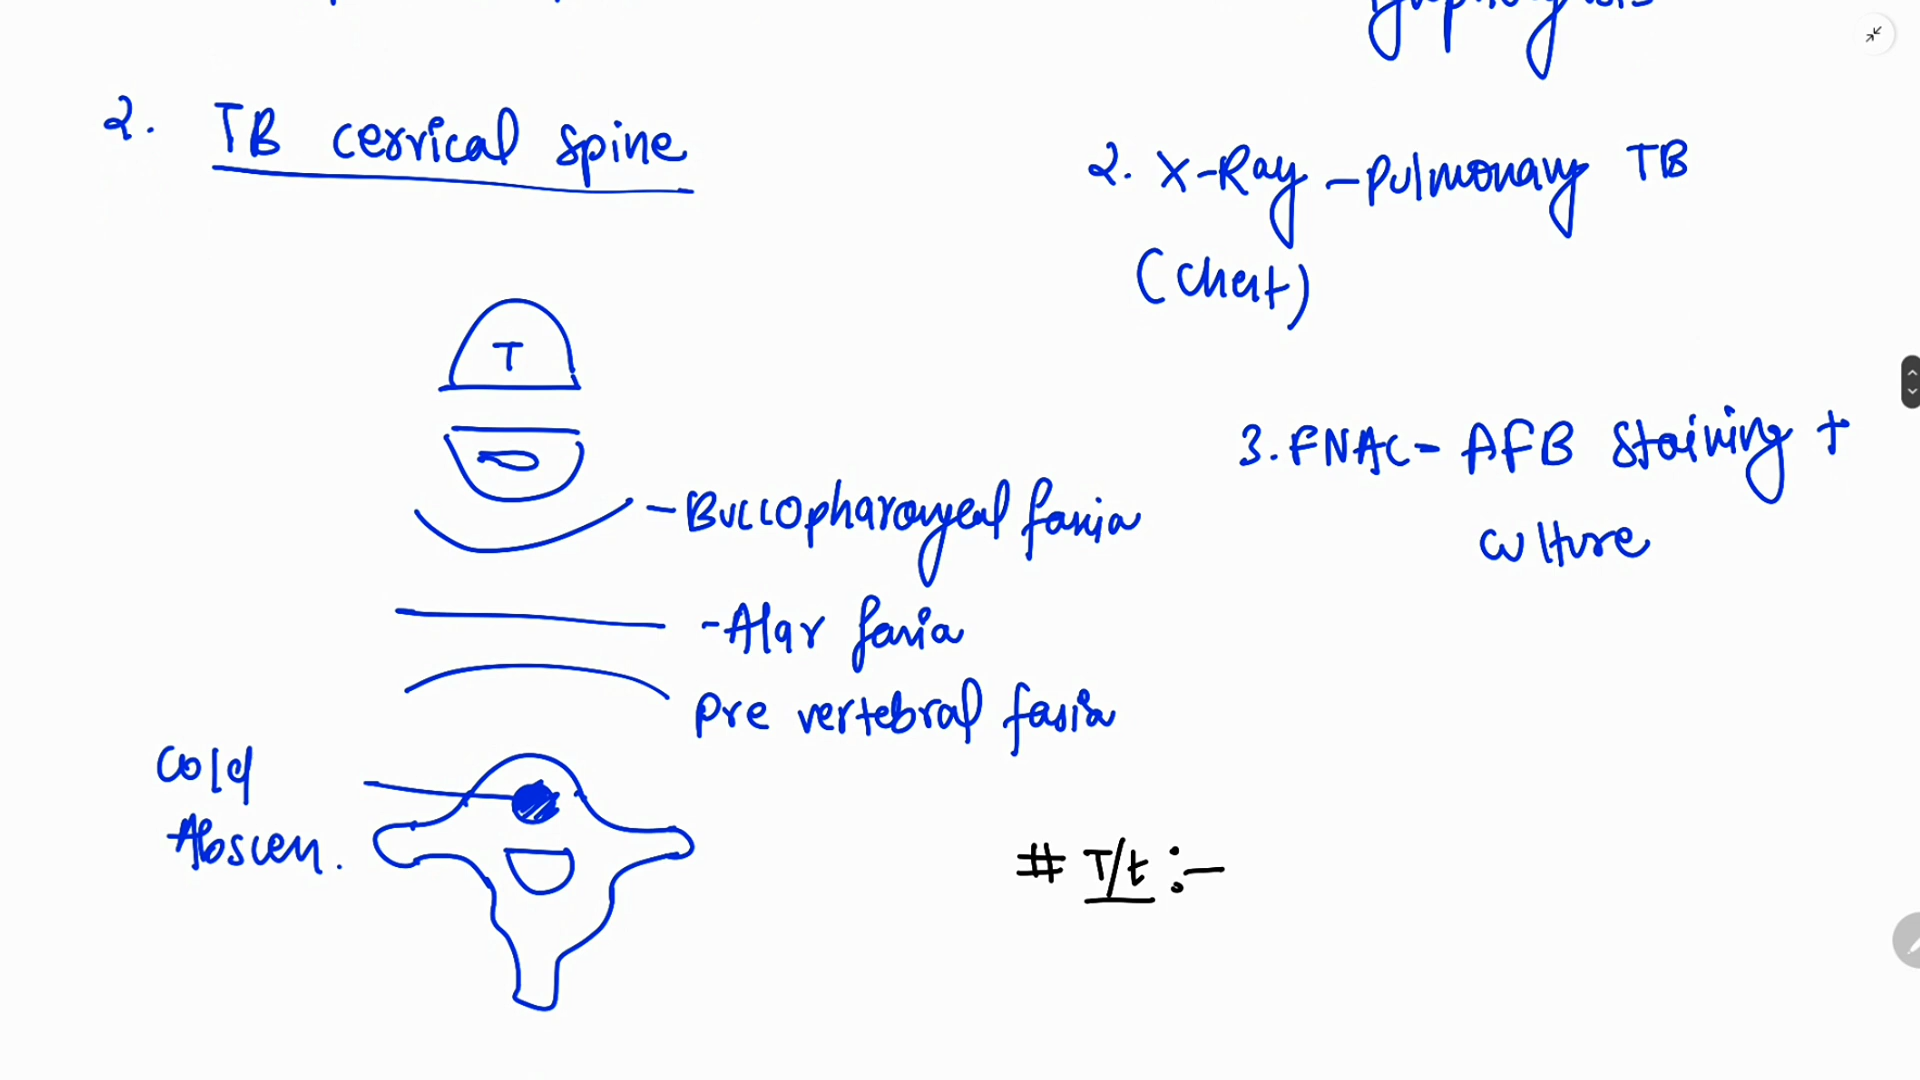 2. TB cervical spine
T
- Buccopharyngeal fascia
- Alar fascia
Pre vertebral fascia
Cold
Abscess.
2. X-Ray - Pulmonary TB
(Chest)
3. FNAC - AFB staining +
culture
# T/t :-